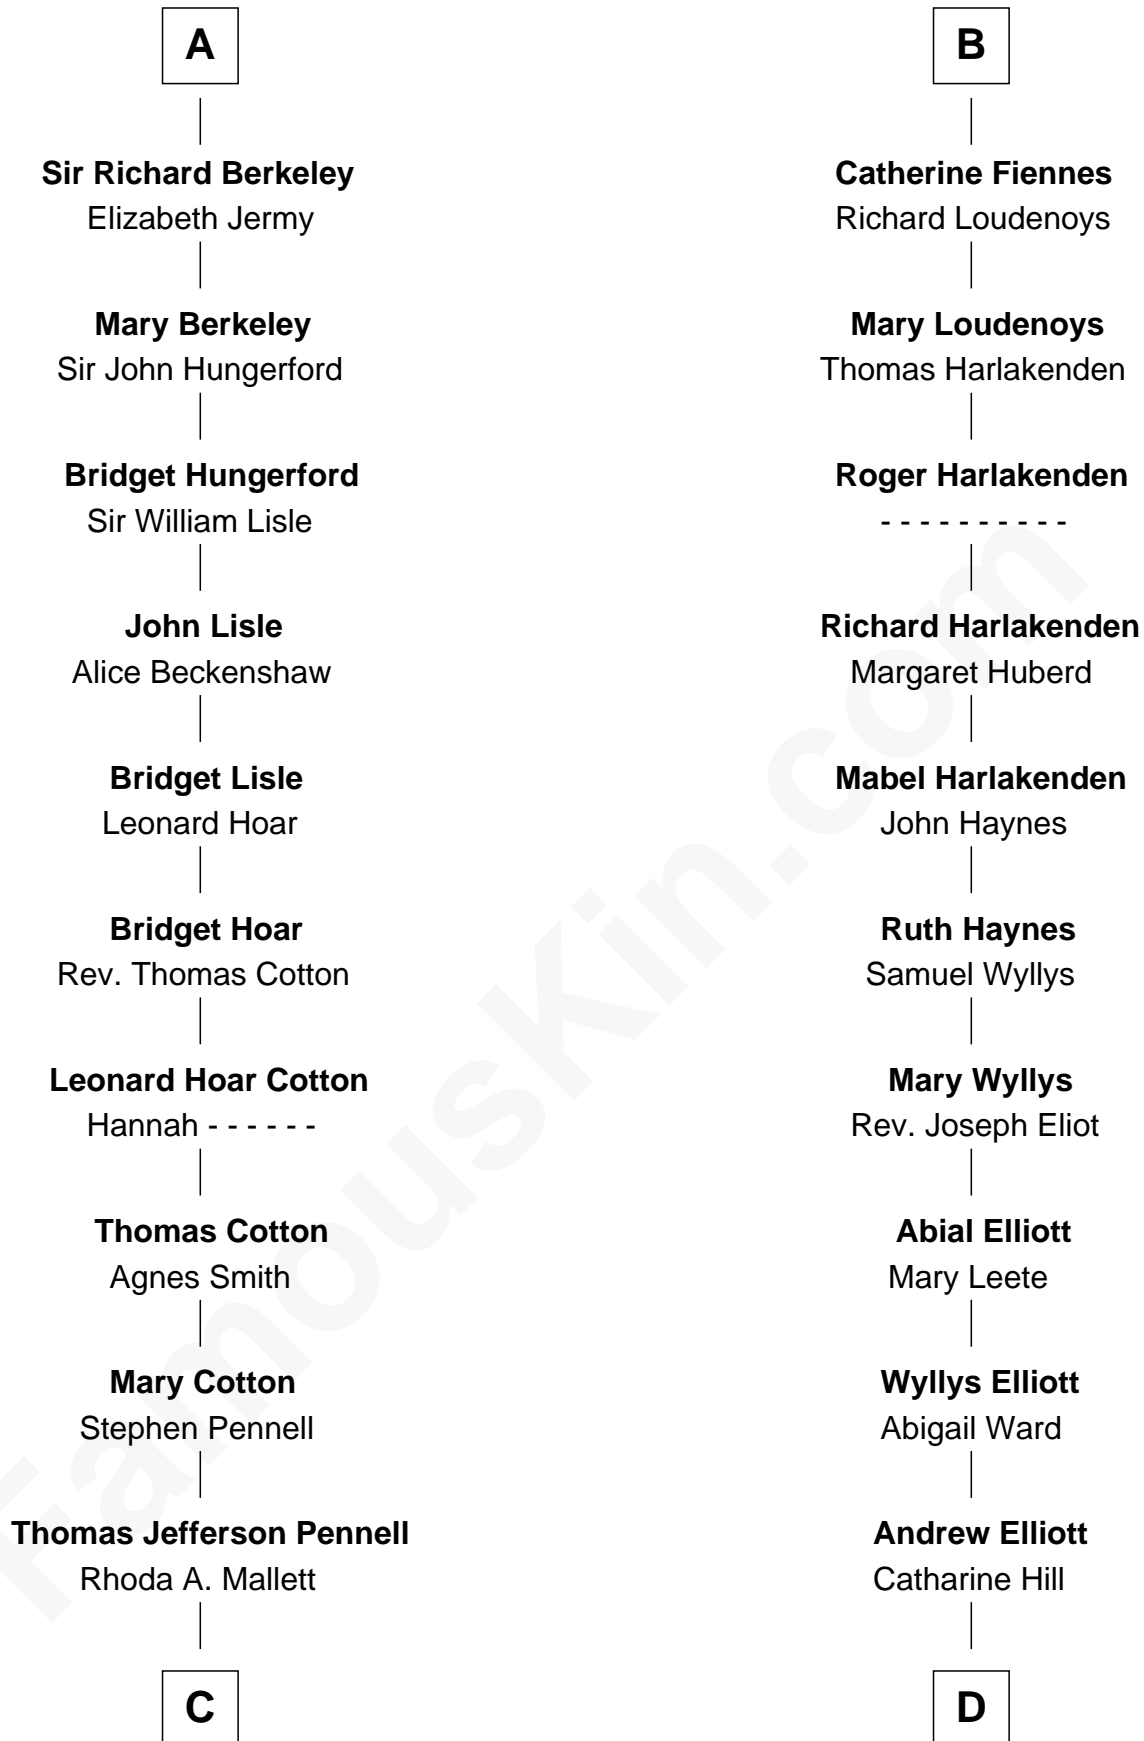 A
Sir Richard Berkeley
Elizabeth Jermy
Mary Berkeley
Sir John Hungerford
Bridget Hungerford
Sir William Lisle
John Lisle
Alice Beckenshaw
Bridget Lisle
Leonard Hoar
Bridget Hoar
Rev. Thomas Cotton
Leonard Hoar Cotton
Hannah - - - - - -
Thomas Cotton
Agnes Smith
Mary Cotton
Stephen Pennell
Thomas Jefferson Pennell
Rhoda A. Mallett
C
B
Catherine Fiennes
Richard Loudenoys
Mary Loudenoys
Thomas Harlakenden
Roger Harlakenden
- - - - - - - - - -
Richard Harlakenden
Margaret Huberd
Mabel Harlakenden
John Haynes
Ruth Haynes
Samuel Wyllys
Mary Wyllys
Rev. Joseph Eliot
Abial Elliott
Mary Leete
Wyllys Elliott
Abigail Ward
Andrew Elliott
Catharine Hill
D
FamousKin.com